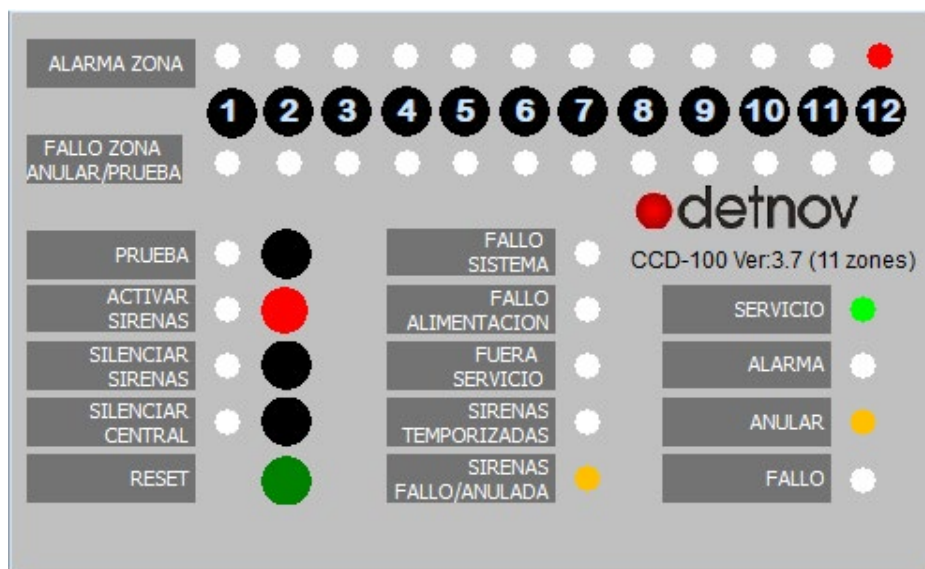 ALARMA ZONA
1 2 3 4 5 6 7 8 9 10 11 12
FALLO ZONA
ANULAR/PRUEBA
detnov
CCD-100 Ver:3.7 (11 zones)
PRUEBA
ACTIVAR
SIRENAS
SILENCIAR
SIRENAS
SILENCIAR
CENTRAL
RESET
FALLO
SISTEMA
FALLO
ALIMENTACION
FUERA
SERVICIO
SIRENAS
TEMPORIZADAS
SIRENAS
FALLO/ANULADA
SERVICIO
ALARMA
ANULAR
FALLO